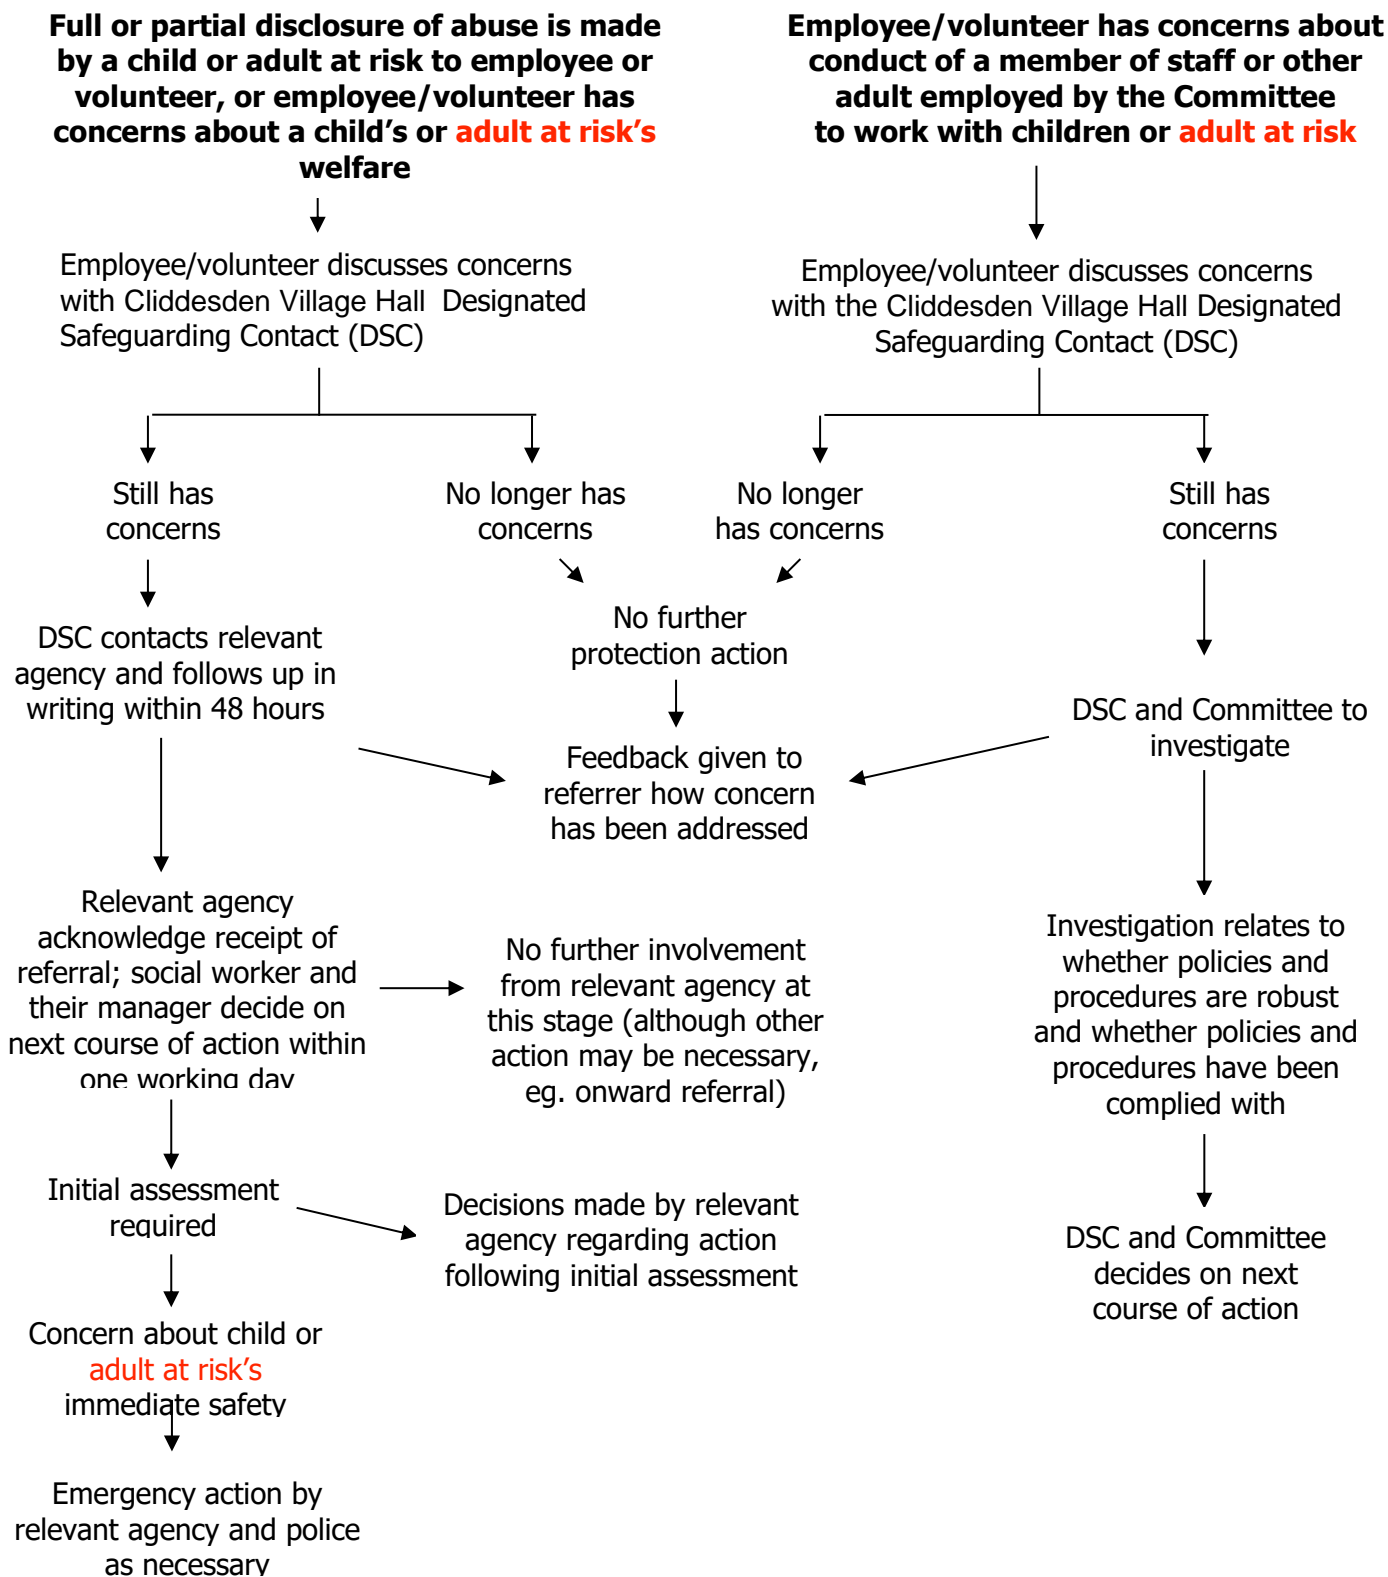 Full or partial disclosure of abuse is made
by a child or adult at risk to employee or
volunteer, or employee/volunteer has
concerns about a child’s or adult at risk’s
welfare
Employee/volunteer has concerns about
conduct of a member of staff or other
adult employed by the Committee
to work with children or adult at risk
Employee/volunteer discusses concerns
with Cliddesden Village Hall Designated
Safeguarding Contact (DSC)
Employee/volunteer discusses concerns
with the Cliddesden Village Hall Designated
Safeguarding Contact (DSC)
Still has
concerns
No longer has
concerns
No longer
has concerns
Still has
concerns
No further
protection action
DSC contacts relevant
agency and follows up in
writing within 48 hours
DSC and Committee to
investigate
Feedback given to
referrer how concern
has been addressed
Relevant agency
acknowledge receipt of
referral; social worker and
their manager decide on
next course of action within
one working day
No further involvement
from relevant agency at
this stage (although other
action may be necessary,
eg. onward referral)
Investigation relates to
whether policies and
procedures are robust
and whether policies and
procedures have been
complied with
Initial assessment
required
Decisions made by relevant
agency regarding action
following initial assessment
DSC and Committee
decides on next
course of action
Concern about child or
adult at risk’s
immediate safety
Emergency action by
relevant agency and police
as necessary